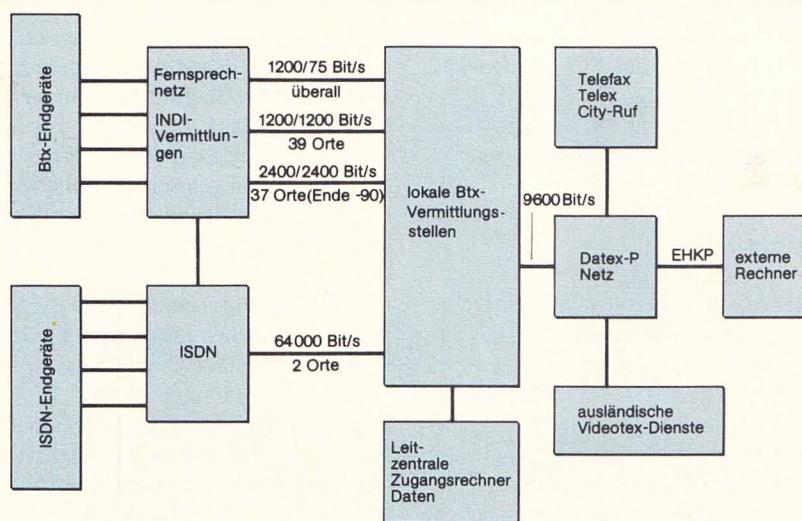 Btx-Endgeräte
Fernsprech-
netz
INDI-
Vermittlun-
gen
1200/75 Bit/s
überall
1200/1200 Bit/s
39 Orte
2400/2400 Bit/s
37 Orte(Ende -90)
lokale Btx-
Vermittlungs-
stellen
9600 Bit/s
Telefax
Telex
City-Ruf
Datex-P
Netz
EHKP
externe
Rechner
ausländische
Videotex-Dienste
ISDN-Endgeräte
ISDN
64000 Bit/s
2 Orte
Leit-
zentrale
Zugangsrechner
Daten